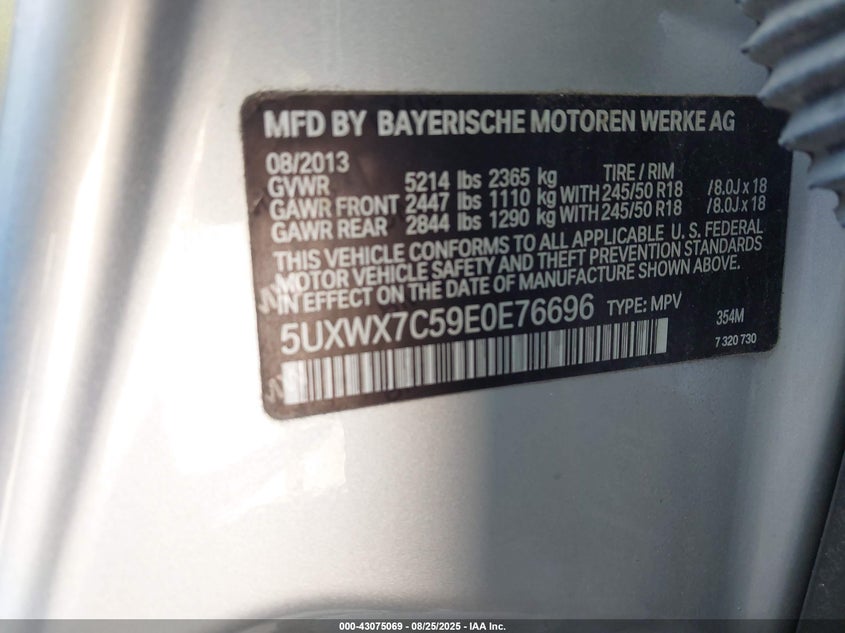 MFD BY BAYERISCHE MOTOREN WERKE AG
08/2013 TIRE / RIM
GVWR 5214 lbs 2365 kg
GAWR FRONT 2447 lbs 1110 kg WITH 245/50 R18 /8.0J x 18
GAWR REAR 2844 lbs 1290 kg WITH 245/50 R18 /8.0J x 18
THIS VEHICLE CONFORMS TO ALL APPLICABLE U. S. FEDERAL
MOTOR VEHICLE SAFETY AND THEFT PREVENTION STANDARDS
IN EFFECT ON THE DATE OF MANUFACTURE SHOWN ABOVE.
5UXWX7C59E0E76696 TYPE: MPV 354M
7 320 730
000-43075069 - 08/25/2025 - IAA Inc.